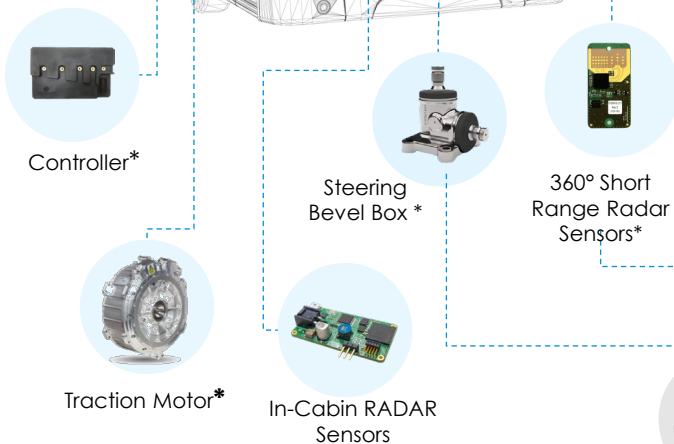 Controller*
Steering
Bevel Box *
360° Short
Range Radar
Sensors*
Traction Motor*
In-Cabin RADAR
Sensors